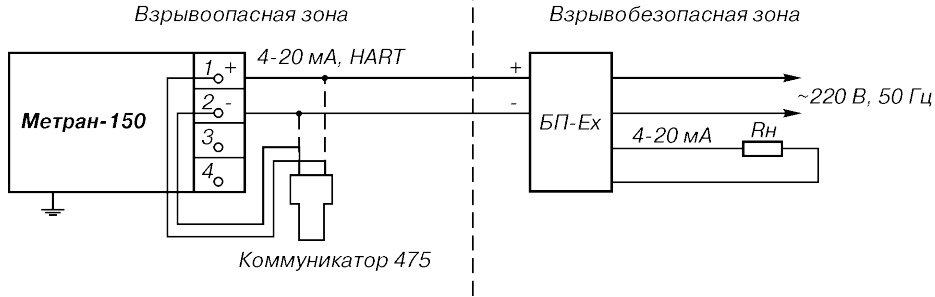 Взрывоопасная зона
Взрывобезопасная зона
4-20 мА, HART
1 +
+
~220 В, 50 Гц
2 -
-
Метран-150
БП-Ех
4-20 мА
Rн
3
4
Коммуникатор 475